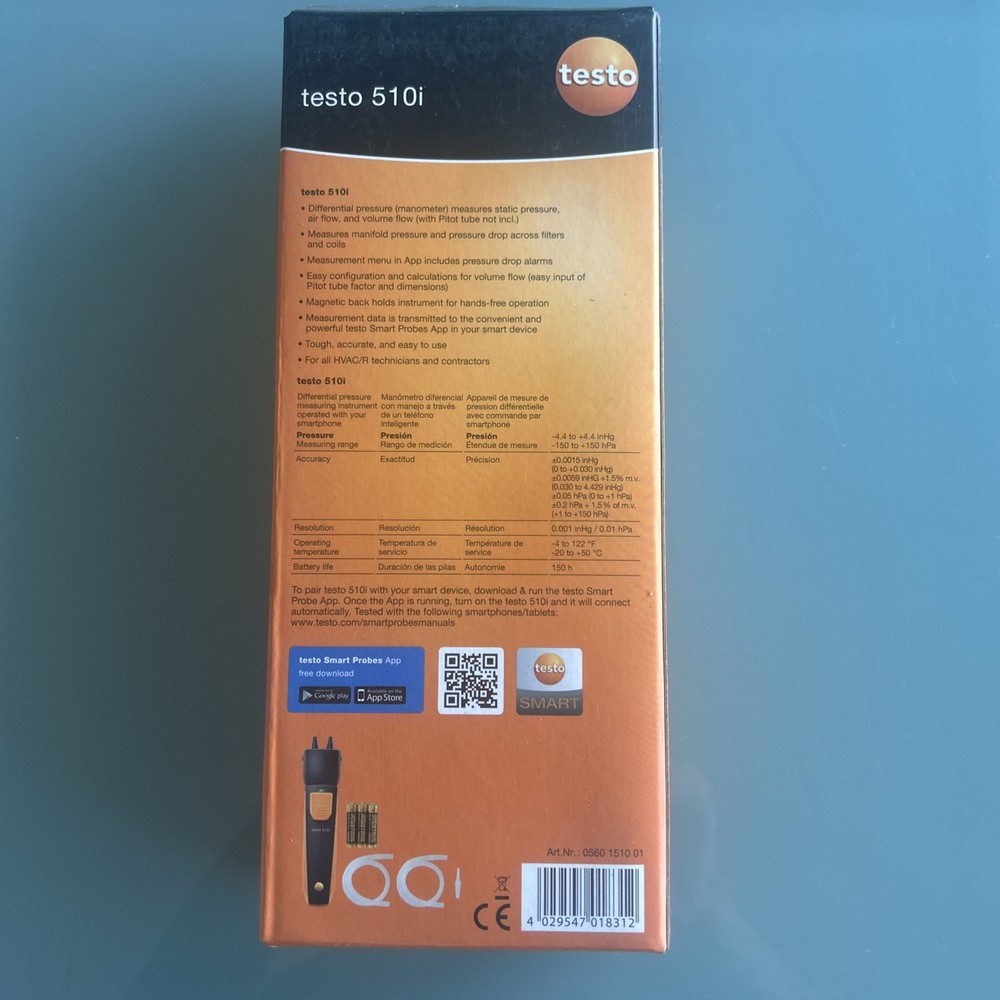 testo 510i
testo
testo 510i
• Differential pressure (manometer) measures static pressure,
air flow, and volume flow (with Pitot tube not incl.)
• Measures manifold pressure and pressure drop across filters
and coils
• Measurement menu in App includes pressure drop alarms
• Easy configuration and calculations for volume flow (easy input of
Pitot tube factor and dimensions)
• Magnetic back holds instrument for hands-free operation
• Measurement data is transmitted to the convenient and
powerful testo Smart Probes App in your smart device
• Tough, accurate, and easy to use
• For all HVAC/R technicians and contractors
testo 510i
Differential pressure Manómetro diferencial Appareil de mesure de
measuring instrument con manejo a través pression différentielle
operated with your de un teléfono avec commande par
smartphone inteligente smartphone
Pressure Presión Presión -4.4 to +4.4 inHg
Measuring range Rango de medición Étendue de mesure -150 to +150 hPa
Accuracy Exactitud Précision ±0.0015 inHg
(0 to +0.030 inHg)
±0.0059 inHG +1.5% m.v.
(0.030 to 4.429 inHg)
±0.05 hPa (0 to +1 hPa)
±0.2 hPa + 1.5% of m.v.
(+1 to +150 hPa)
Resolution Resolución Résolution 0.001 inHg / 0.01 hPa
Operating Temperatura de Température de -4 to 122 °F
temperature servicio service -20 to +50 °C
Battery life Duración de las pilas Autonomie 150 h
To pair testo 510i with your smart device, download & run the testo Smart
Probe App. Once the App is running, turn on the testo 510i and it will connect
automatically. Tested with the following smartphones/tablets:
www.testo.com/smartprobesmanuals
testo Smart Probes App
free download
Google play
Available on the
App Store
testo
SMART
testo 510i
Art.Nr.: 0560 1510 01
CE
4 029547 018312